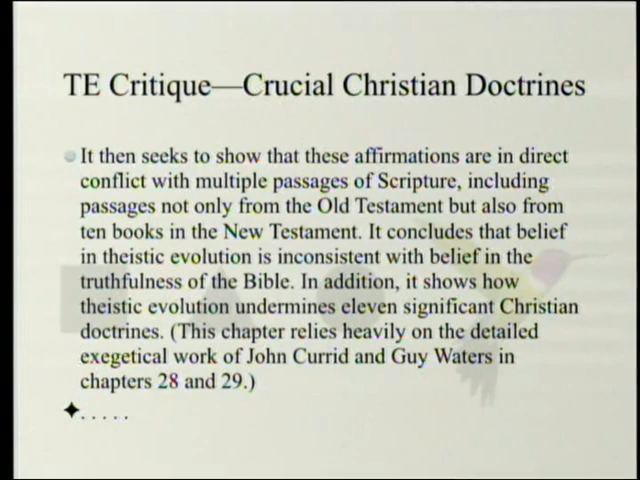 TE Critique—Crucial Christian Doctrines
It then seeks to show that these affirmations are in direct
conflict with multiple passages of Scripture, including
passages not only from the Old Testament but also from
ten books in the New Testament. It concludes that belief
in theistic evolution is inconsistent with belief in the
truthfulness of the Bible. In addition, it shows how
theistic evolution undermines eleven significant Christian
doctrines. (This chapter relies heavily on the detailed
exegetical work of John Currid and Guy Waters in
chapters 28 and 29.)
. . . . .